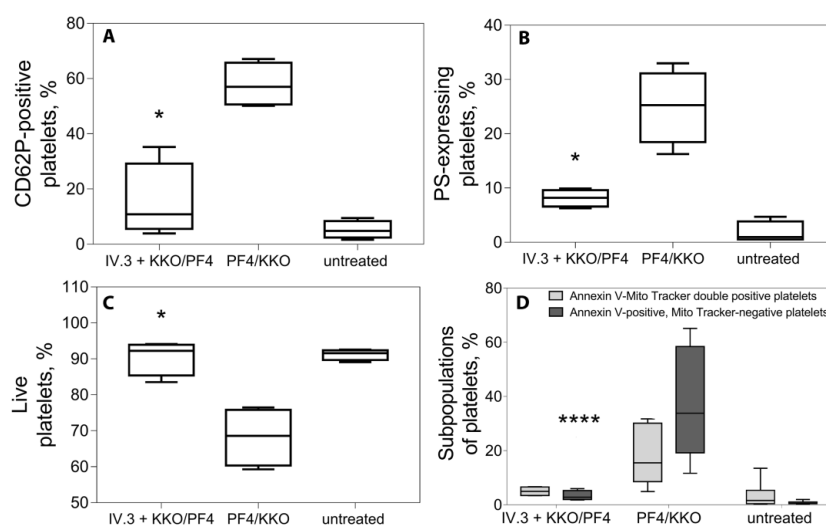 A
CD62P-positive
platelets, %
80
60
40
20
0
*
IV.3 + KKO/PF4
PF4/KKO
untreated
B
PS-expressing
platelets, %
40
30
20
10
0
*
IV.3 + KKO/PF4
PF4/KKO
untreated
C
Live
platelets, %
110
100
90
80
70
60
50
*
IV.3 + KKO/PF4
PF4/KKO
untreated
D
Annexin V-Mito Tracker double positive platelets
Annexin V-positive, Mito Tracker-negative platelets
Subpopulations
of platelets, %
80
60
40
20
0
****
IV.3 + KKO/PF4
PF4/KKO
untreated